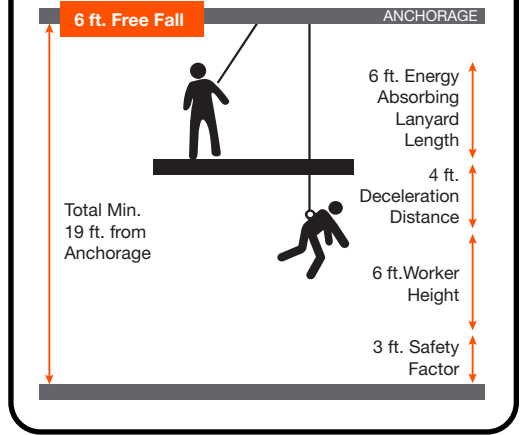 6 ft. Free Fall
ANCHORAGE
6 ft. Energy
Absorbing
Lanyard
Length
4 ft.
Deceleration
Distance
Total Min.
19 ft. from
Anchorage
6 ft.Worker
Height
3 ft. Safety
Factor